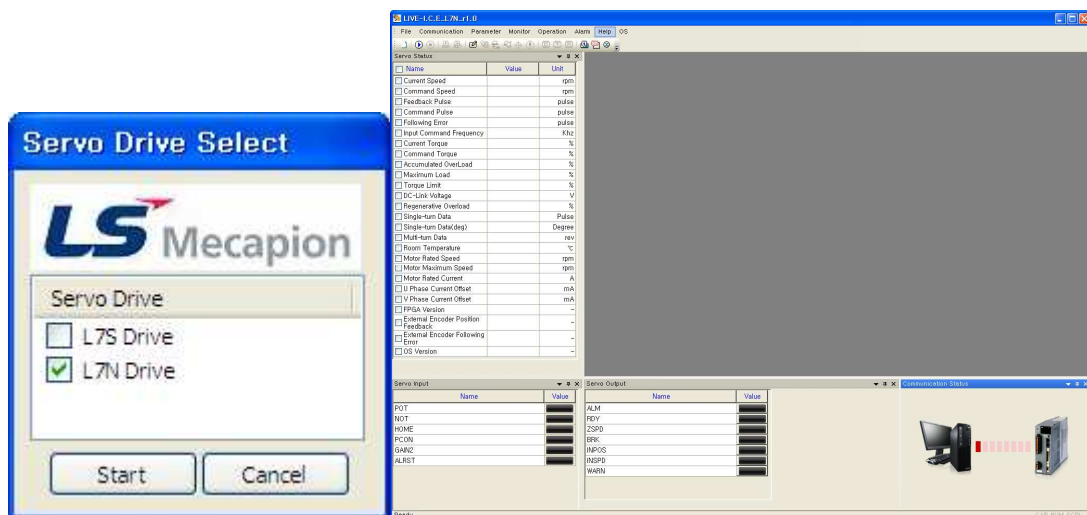 Servo Drive Select
LS Mecapion
Servo Drive
L7S Drive
L7N Drive
Start Cancel
LIVE-I.C.E_L7N_r1.0
File Communication Parameter Monitor Operation Alarm Help OS
Servo Status
Name Value Unit
Current Speed rpm
Command Speed rpm
Feedback Pulse pulse
Command Pulse pulse
Following Error pulse
Input Command Frequency Khz
Current Torque %
Command Torque %
Accumulated OverLoad %
Maximum Load %
Torque Limit %
DC-Link Voltage V
Regenerative Overload %
Single-turn Data Pulse
Single-turn Data(deg) Degree
Multi-turn Data rev
Room Temperature ℃
Motor Rated Speed rpm
Motor Maximum Speed rpm
Motor Rated Current A
U Phase Current Offset mA
V Phase Current Offset mA
FPGA Version -
External Encoder Position
Feedback -
External Encoder Following
Error -
OS Version -
Servo Input
Name Value
POT
NOT
HOME
PCON
GAIN2
ALRST
Servo Output
Name Value
ALM
RDY
ZSPD
BRK
INPOS
INSPD
WARN
Communication Status
Ready
CAP NUM SCRL